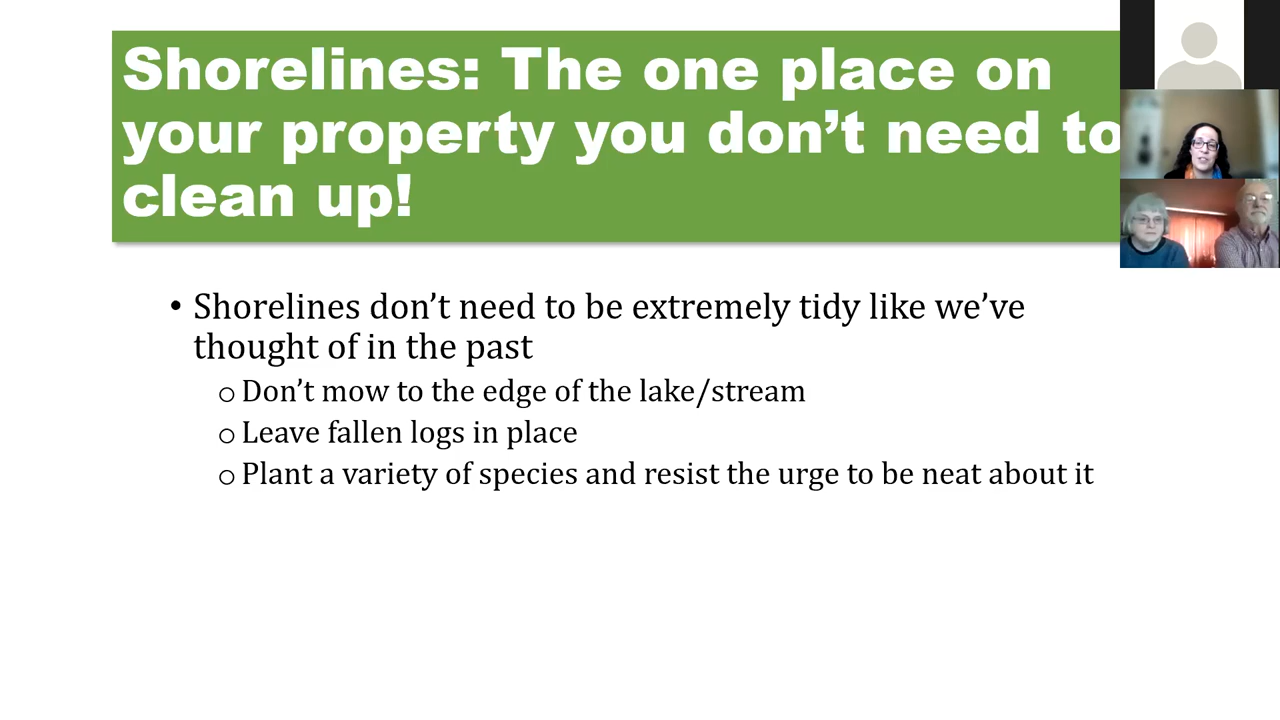 Shorelines: The one place on
your property you don’t need to
clean up!
• Shorelines don’t need to be extremely tidy like we’ve
thought of in the past
o Don’t mow to the edge of the lake/stream
o Leave fallen logs in place
o Plant a variety of species and resist the urge to be neat about it